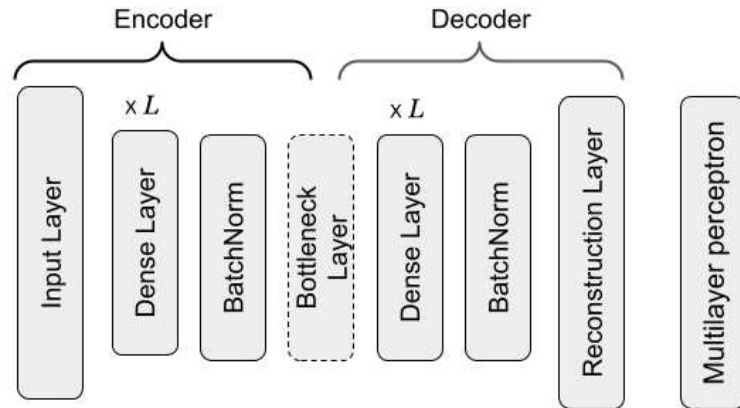 Encoder
Decoder
× L
× L
Input Layer
Dense Layer
BatchNorm
Bottleneck
Layer
Dense Layer
BatchNorm
Reconstruction Layer
Multilayer perceptron